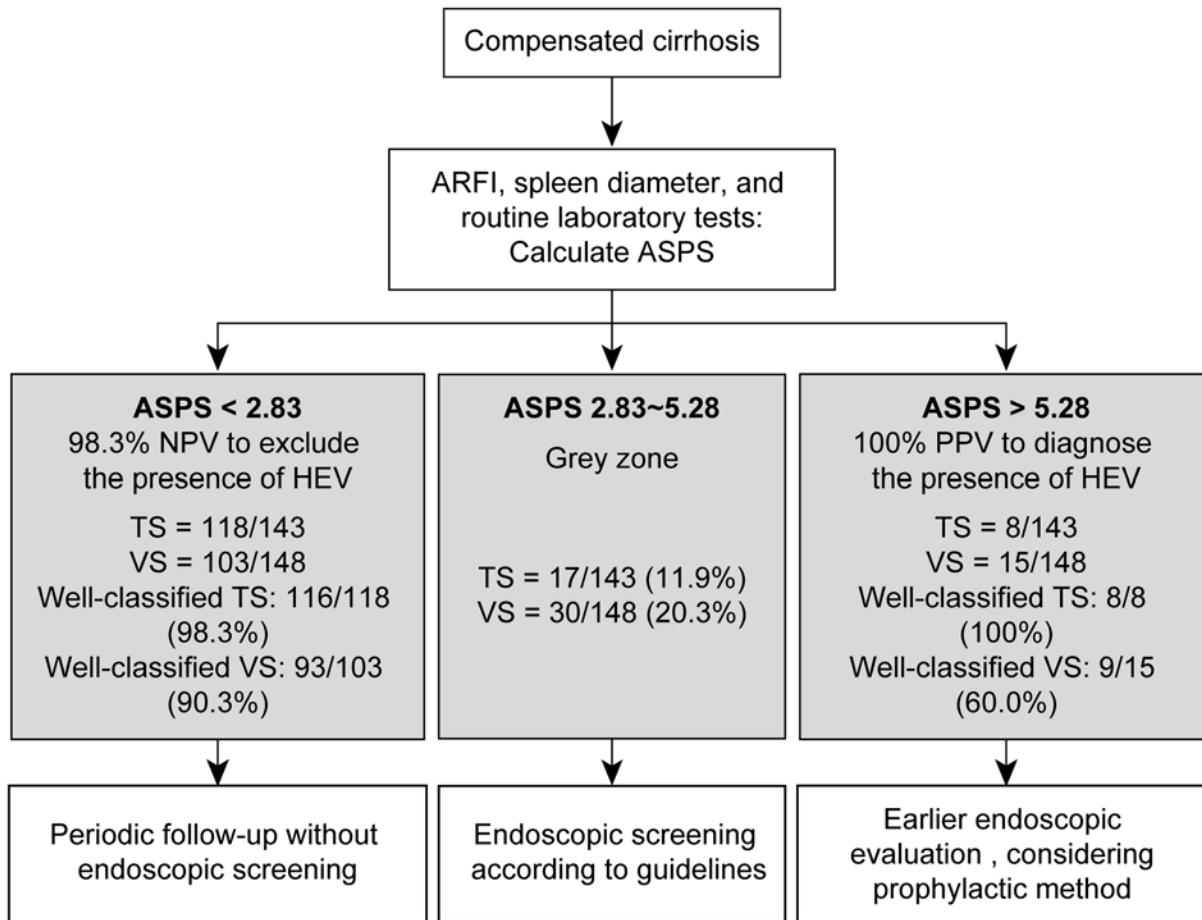 Compensated cirrhosis
ARFI, spleen diameter, and
routine laboratory tests:
Calculate ASPS
ASPS < 2.83
98.3% NPV to exclude
the presence of HEV
TS = 118/143
VS = 103/148
Well-classified TS: 116/118
(98.3%)
Well-classified VS: 93/103
(90.3%)
ASPS 2.83~5.28
Grey zone
TS = 17/143 (11.9%)
VS = 30/148 (20.3%)
ASPS > 5.28
100% PPV to diagnose
the presence of HEV
TS = 8/143
VS = 15/148
Well-classified TS: 8/8
(100%)
Well-classified VS: 9/15
(60.0%)
Periodic follow-up without
endoscopic screening
Endoscopic screening
according to guidelines
Earlier endoscopic
evaluation , considering
prophylactic method